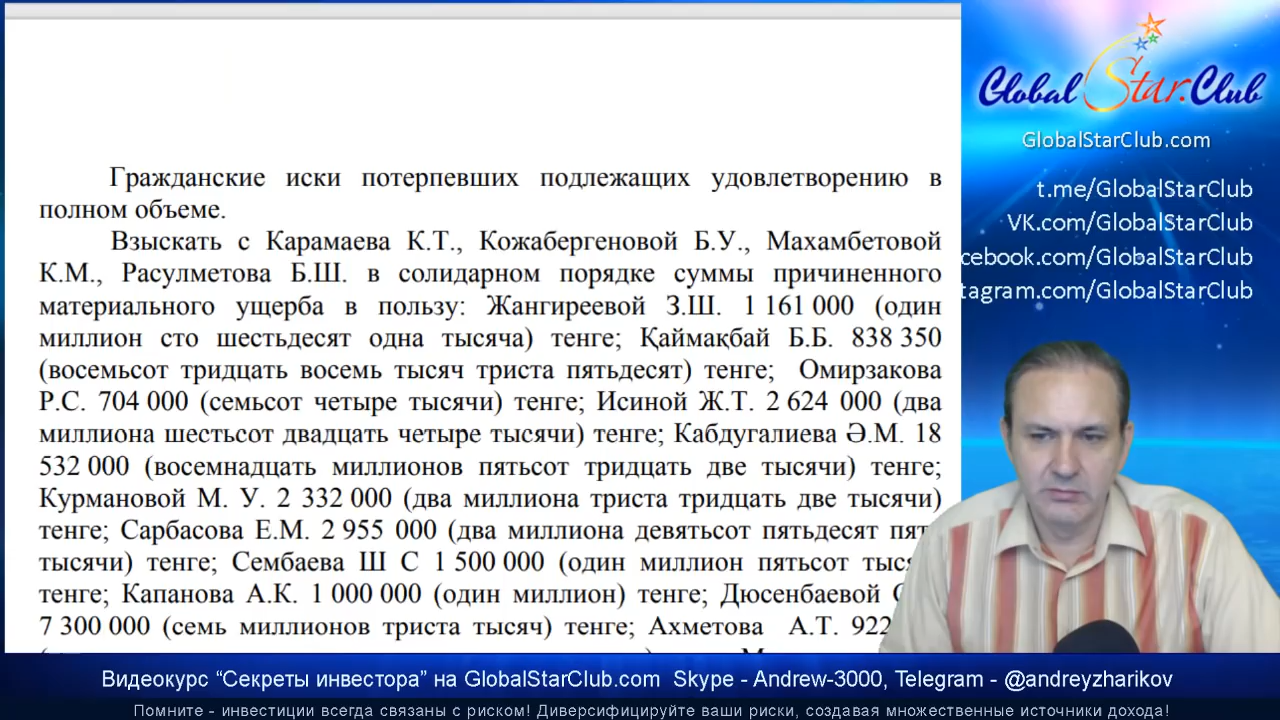 Гражданские иски потерпевших подлежащих удовлетворению в
полном объеме.
Взыскать с Карамаева К.Т., Кожабергеновой Б.У., Махамбетовой
К.М., Расулметова Б.Ш. в солидарном порядке суммы причиненного
материального ущерба в пользу: Жангиреевой З.Ш. 1 161 000 (один
миллион сто шестьдесят одна тысяча) тенге; Қаймақбай Б.Б. 838 350
(восемьсот тридцать восемь тысяч триста пятьдесят) тенге; Омирзакова
Р.С. 704 000 (семьсот четыре тысячи) тенге; Исиной Ж.Т. 2 624 000 (два
миллиона шестьсот двадцать четыре тысячи) тенге; Кабдугалиева Ә.М. 18
532 000 (восемнадцать миллионов пятьсот тридцать две тысячи) тенге;
Курмановой М. У. 2 332 000 (два миллиона триста тридцать две тысячи)
тенге; Сарбасова Е.М. 2 955 000 (два миллиона девятьсот пятьдесят пят
тысячи) тенге; Сембаева Ш С 1 500 000 (один миллион пятьсот
тенге; Капанова А.К. 1 000 000 (один миллион) тенге; Дюсенбаевой
7 300 000 (семь миллионов триста тысяч) тенге; Ахметова А.Т. 922
Global Star.Club
GlobalStarClub.com
t.me/GlobalStarClub
VK.com/GlobalStarClub
cebook.com/GlobalStarClub
tagram.com/GlobalStarClub
Видеокурс “Секреты инвестора” на GlobalStarClub.com Skype - Andrew-3000, Telegram - @andreyzharikov
Помните - инвестиции всегда связаны с риском! Диверсифицируйте ваши риски, создавая множественные источники дохода!